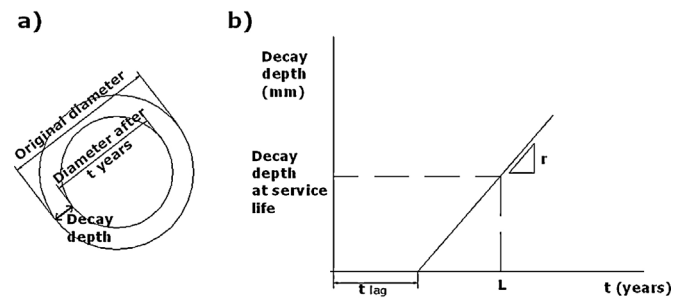 a)
Original diameter
Diameter after
t years
Decay
depth
b)
Decay
depth
(mm)
Decay
depth
at service
life
r
t lag
L
t (years)